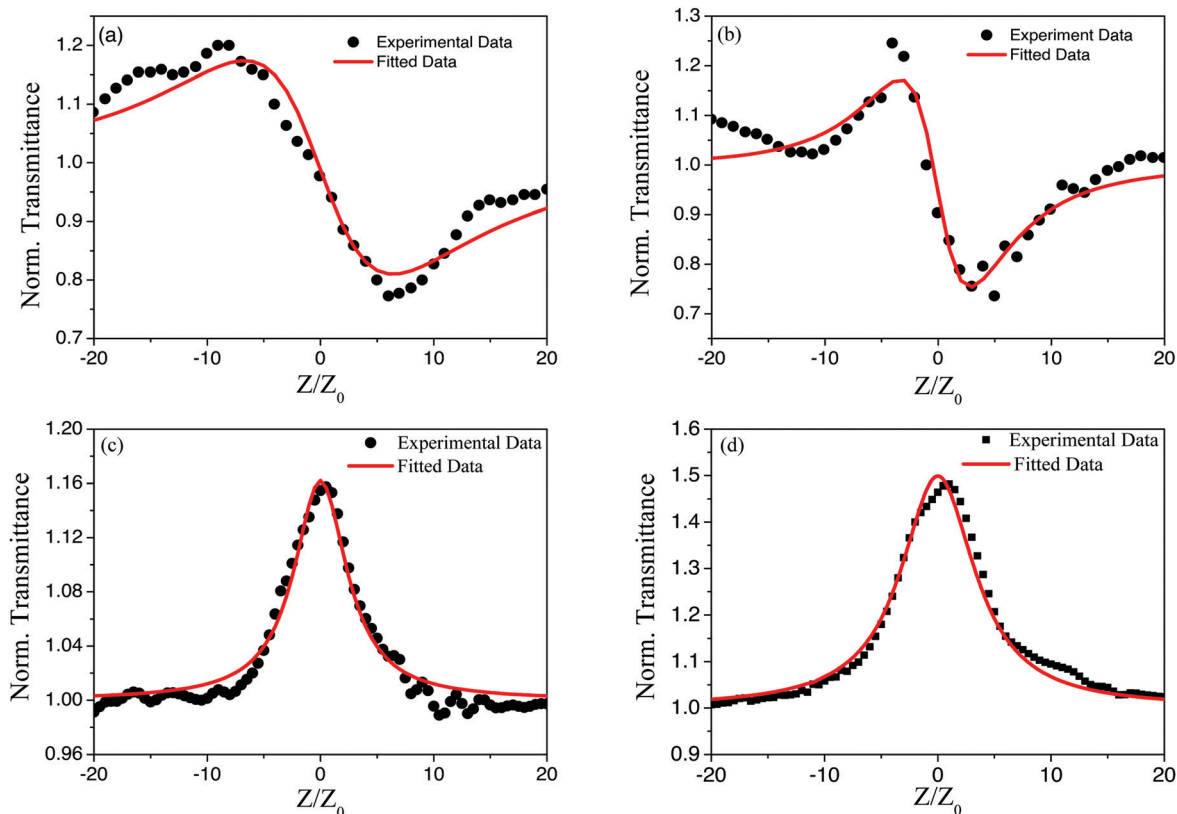 (a)
Experimental Data
Fitted Data
Norm. Transmittance
1.2
1.1
1.0
0.9
0.8
0.7
-20
-10
0
10
20
Z/Z0
(b)
Experiment Data
Fitted Data
Norm. Transmittance
1.3
1.2
1.1
1.0
0.9
0.8
0.7
-20
-10
0
10
20
Z/Z0
(c)
Experimental Data
Fitted Data
Norm. Transmittance
1.20
1.16
1.12
1.08
1.04
1.00
0.96
-20
-10
0
10
20
Z/Z0
(d)
Experimental Data
Fitted Data
Norm. Transmittance
1.6
1.5
1.4
1.3
1.2
1.1
1.0
0.9
-20
-10
0
10
20
Z/Z0